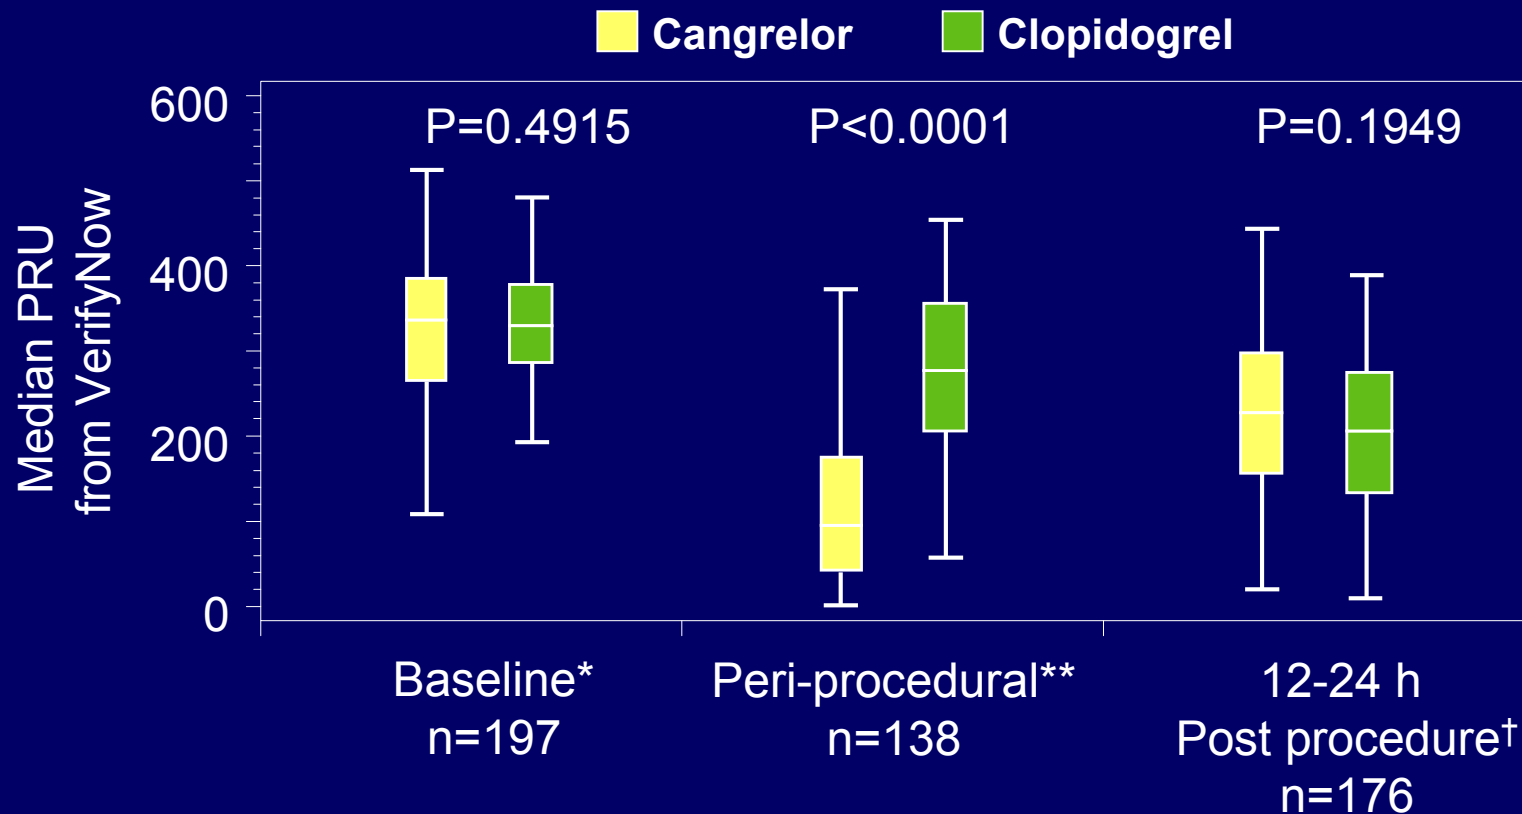 Cangrelor Clopidogrel
P=0.4915 P<0.0001 P=0.1949
Median PRU
from VerifyNow
600
400
200
0
Baseline* Peri-procedural** 12-24 h
n=197 n=138 Post procedure†
n=176